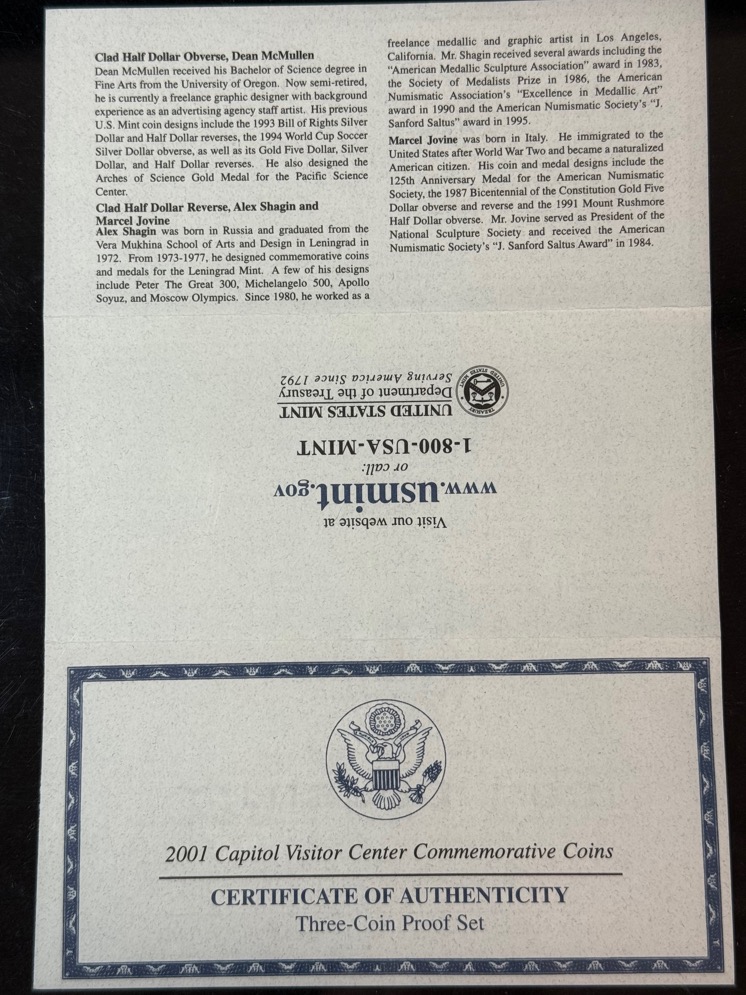 Clad Half Dollar Obverse, Dean McMullen
Dean McMullen received his Bachelor of Science degree in
Fine Arts from the University of Oregon. Now semi-retired,
he is currently a freelance graphic designer with background
experience as an advertising agency staff artist. His previous
U.S. Mint coin designs include the 1993 Bill of Rights Silver
Dollar and Half Dollar reverses, the 1994 World Cup Soccer
Silver Dollar obverse, as well as its Gold Five Dollar, Silver
Dollar, and Half Dollar reverses. He also designed the
Arches of Science Gold Medal for the Pacific Science
Center.
Clad Half Dollar Reverse, Alex Shagin and
Marcel Jovine
Alex Shagin was born in Russia and graduated from the
Vera Mukhina School of Arts and Design in Leningrad in
1972. From 1973-1977, he designed commemorative coins
and medals for the Leningrad Mint. A few of his designs
include Peter The Great 300, Michelangelo 500, Apollo
Soyuz, and Moscow Olympics. Since 1980, he worked as a
freelance medallic and graphic artist in Los Angeles,
California. Mr. Shagin received several awards including the
"American Medallic Sculpture Association" award in 1983,
the Society of Medalists Prize in 1986, the American
Numismatic Association's "Excellence in Medallic Art"
award in 1990 and the American Numismatic Society's "J.
Sanford Saltus" award in 1995.
Marcel Jovine was born in Italy. He immigrated to the
United States after World War Two and became a naturalized
American citizen. His coin and medal designs include the
125th Anniversary Medal for the American Numismatic
Society, the 1987 Bicentennial of the Constitution Gold Five
Dollar obverse and reverse and the 1991 Mount Rushmore
Half Dollar obverse. Mr. Jovine served as President of the
National Sculpture Society and received the American
Numismatic Society's "J. Sanford Saltus Award" in 1984.
Visit our website at
www.usmint.gov
or call:
1-800-USA-MINT
UNITED STATES MINT
Department of the Treasury
Serving America Since 1792
2001 Capitol Visitor Center Commemorative Coins
CERTIFICATE OF AUTHENTICITY
Three-Coin Proof Set